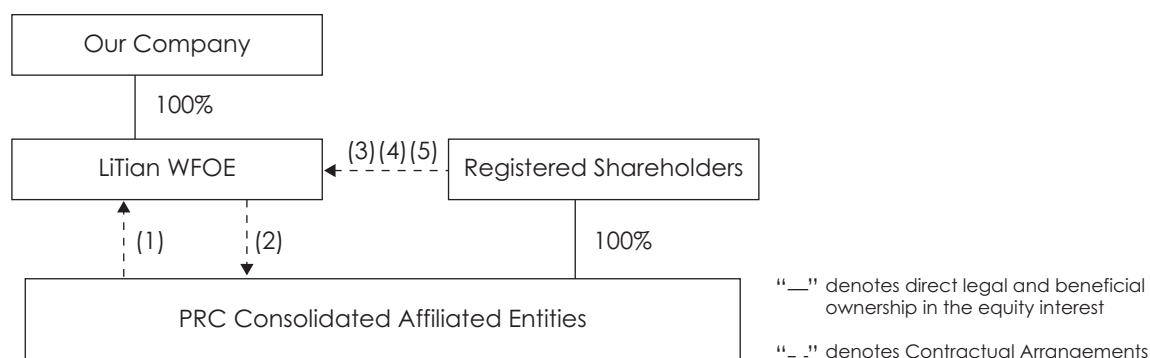 Our Company
100%
LiTian WFOE
(3)(4)(5)
Registered Shareholders
(1)
(2)
100%
PRC Consolidated Affiliated Entities
“—” denotes direct legal and beneficial
ownership in the equity interest
“- -” denotes Contractual Arrangements